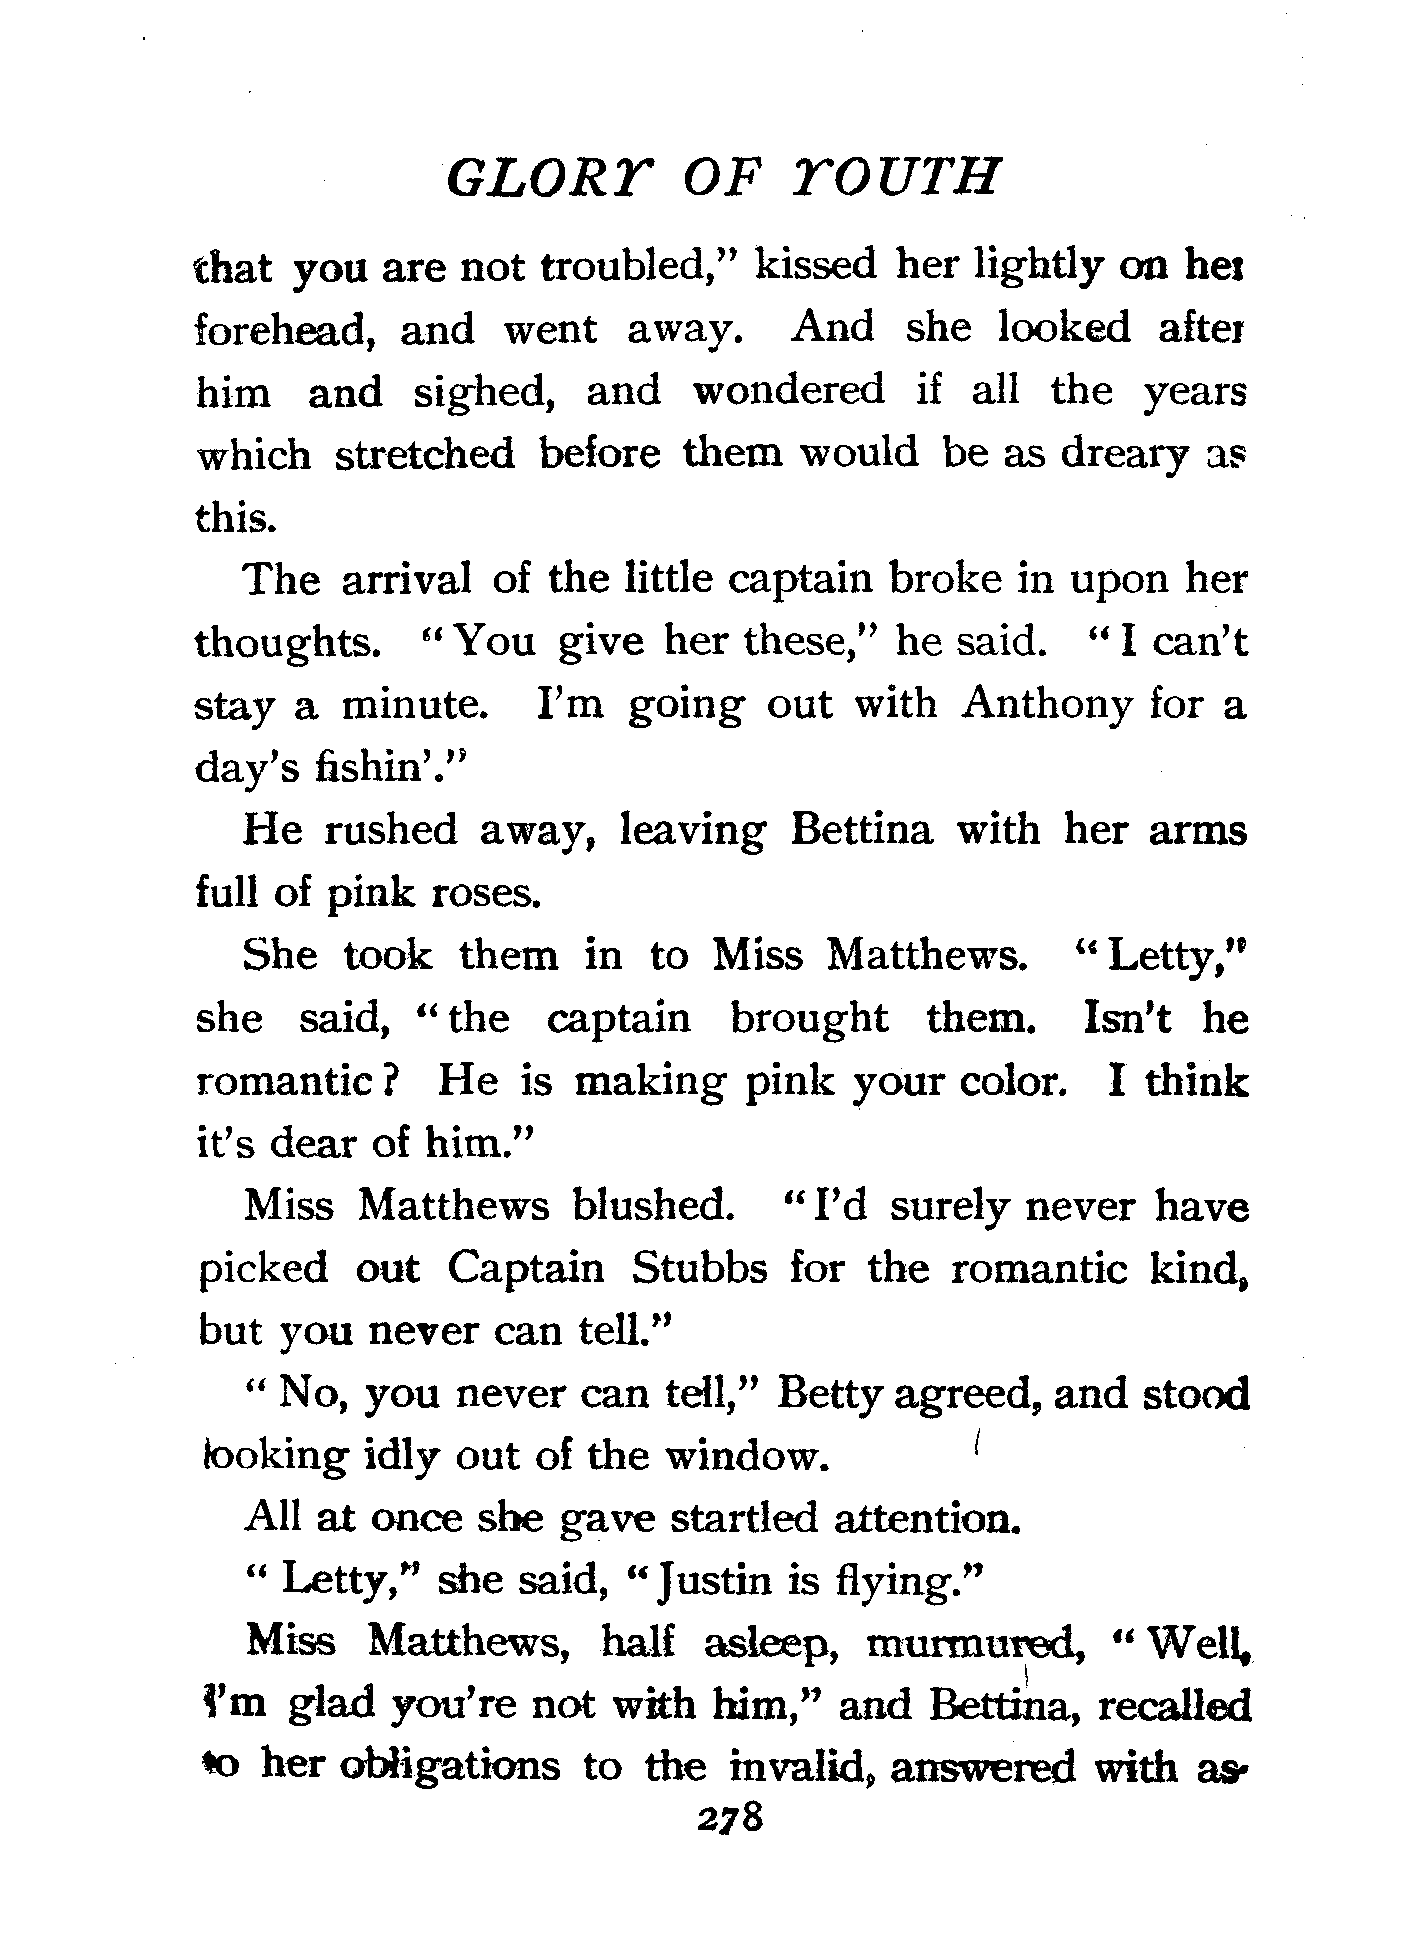 GLORY OF YOUTH
that you are not troubled,” kissed her lightly on her
forehead, and went away. And she looked after
him and sighed, and wondered if all the years
which stretched before them would be as dreary as
this.
The arrival of the little captain broke in upon her
thoughts. “You give her these,” he said. “I can’t
stay a minute. I’m going out with Anthony for a
day’s fishin’.”
He rushed away, leaving Bettina with her arms
full of pink roses.
She took them in to Miss Matthews. “Letty,”
she said, “the captain brought them. Isn’t he
romantic? He is making pink your color. I think
it’s dear of him.”
Miss Matthews blushed. “I’d surely never have
picked out Captain Stubbs for the romantic kind,
but you never can tell.”
“No, you never can tell,” Betty agreed, and stood
looking idly out of the window.
All at once she gave startled attention.
“Letty,” she said, “Justin is flying.”
Miss Matthews, half asleep, murmured, “Well,
I’m glad you’re not with him,” and Bettina, recalled
to her obligations to the invalid, answered with as-
278